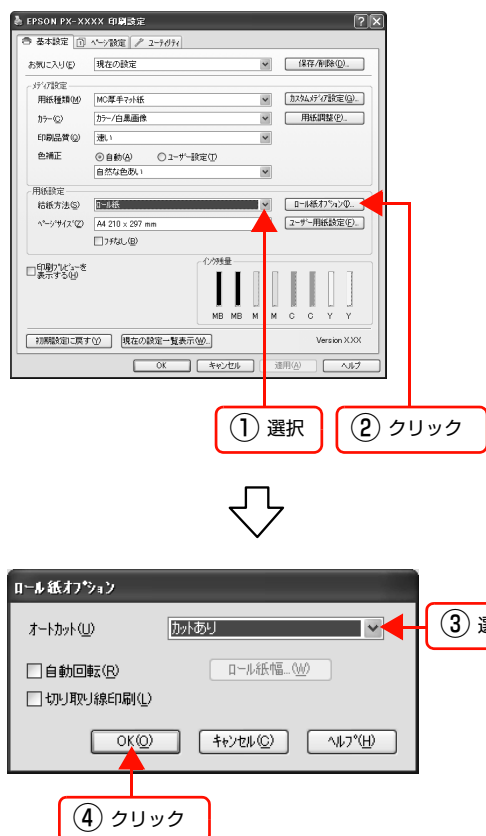 EPSON PX-XXXX 印刷設定
基本設定 ページ設定 ユーティリティ
お気に入り(E) 現在の設定 保存/削除(D)...
メディア設定
用紙種類(M) MC厚手マット紙 カスタムメディア設定(G)...
カラー(C) カラー/白黒画像 用紙調整(P)...
印刷品質(Q) 速い
色補正 自動(A) ユーザー設定(T)
自然な色あい
用紙設定
給紙方法(S) ロール紙 ロール紙オプション(I)...
ページサイズ(Z) A4 210 x 297 mm ユーザー用紙設定(F)...
フチなし(B)
印刷プレビューを
表示する(H)
インク残量
MB MB M M C C Y Y
初期設定に戻す(Y) 現在の設定一覧表示(W)... Version X.XX
OK キャンセル 適用(A) ヘルプ
① 選択 ② クリック
ロール紙オプション
オートカット(U) カットあり
③ 選
自動回転(R) ロール紙幅...(W)
切り取り線印刷(L)
OK(O) キャンセル(C) ヘルプ(H)
④ クリック